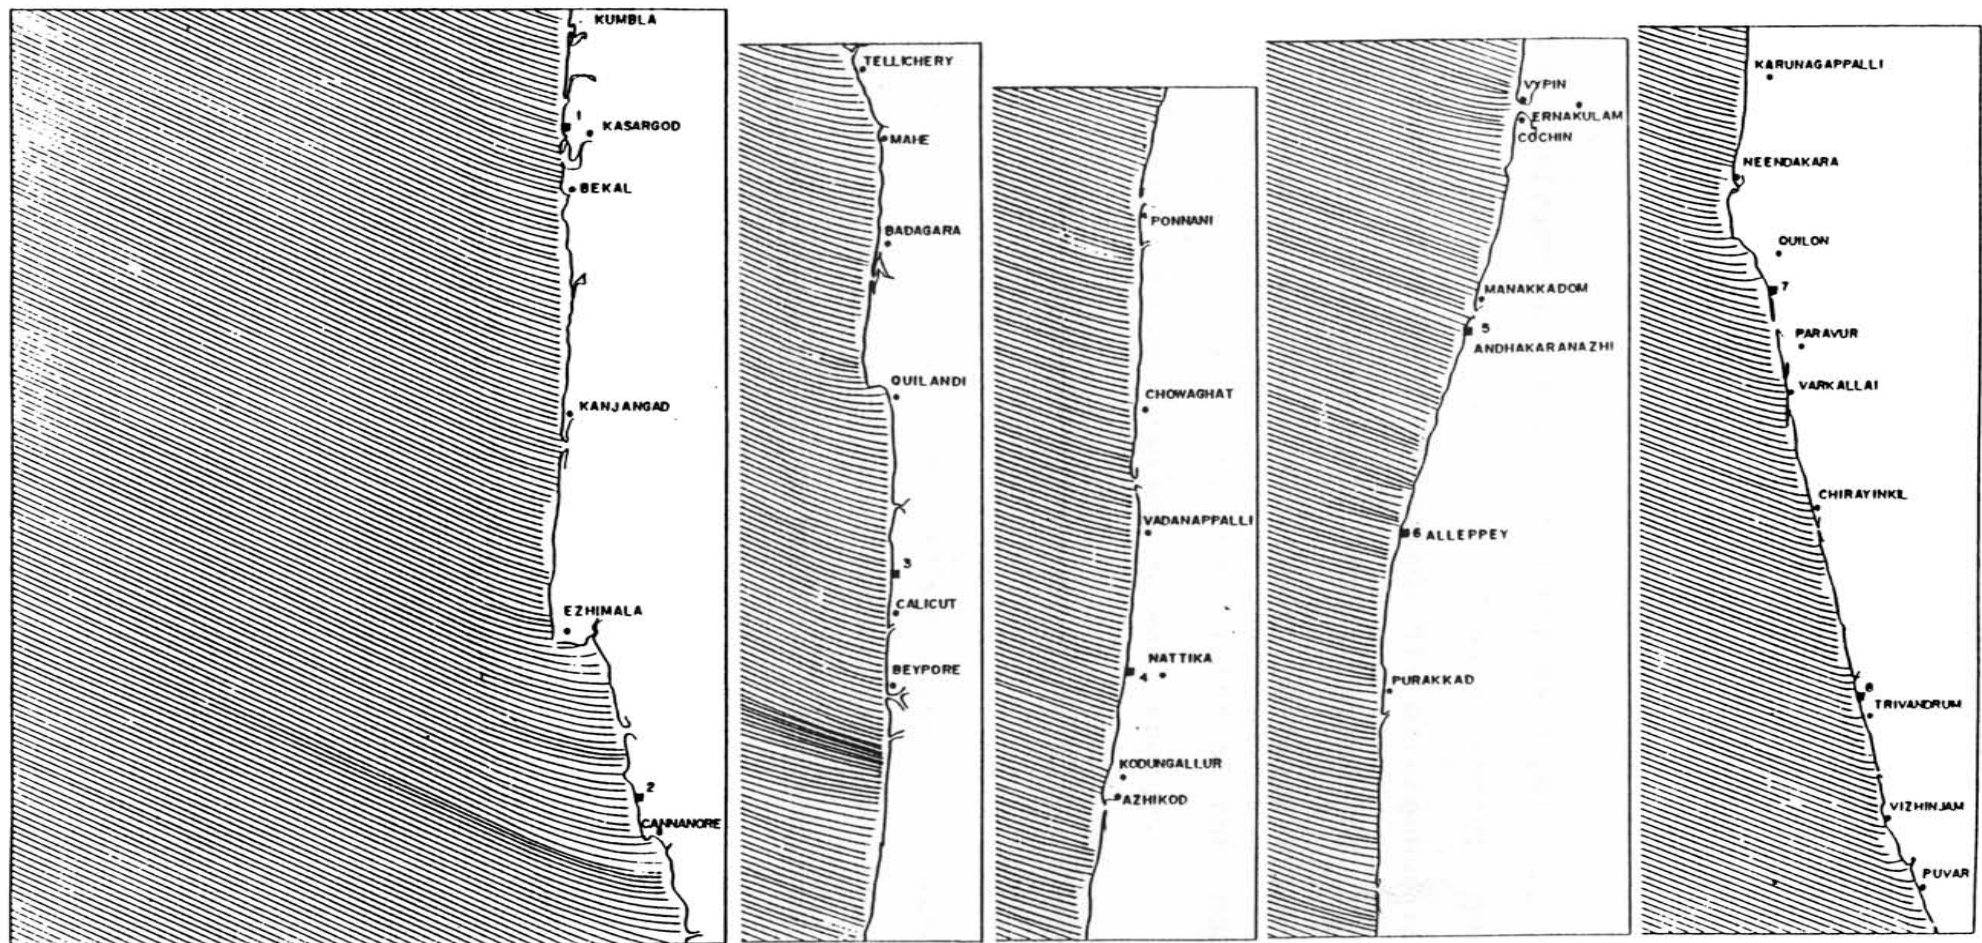 KUMBLA
1
KASARGOD
BEKAL
KANJANGAD
EZHIMALA
2
CANNANORE
TELLICHERY
MAHE
BADAGARA
QUILANDI
3
CALICUT
BEYPORE
PONNANI
CHOWAGHAT
VADANAPPALLI
NATTIKA
4
KODUNGALLUR
AZHIKOD
VYPIN
ERNAKULAM
COCHIN
MANAKKADOM
5
ANDHAKARANAZHI
6 ALLEPPEY
PURAKKAD
KARUNAGAPPALLI
NEENDAKARA
QUILON
7
PARAVUR
VARKALLAI
CHIRAYINKIL
8
TRIVANDRUM
VIZHINJAM
PUVAR